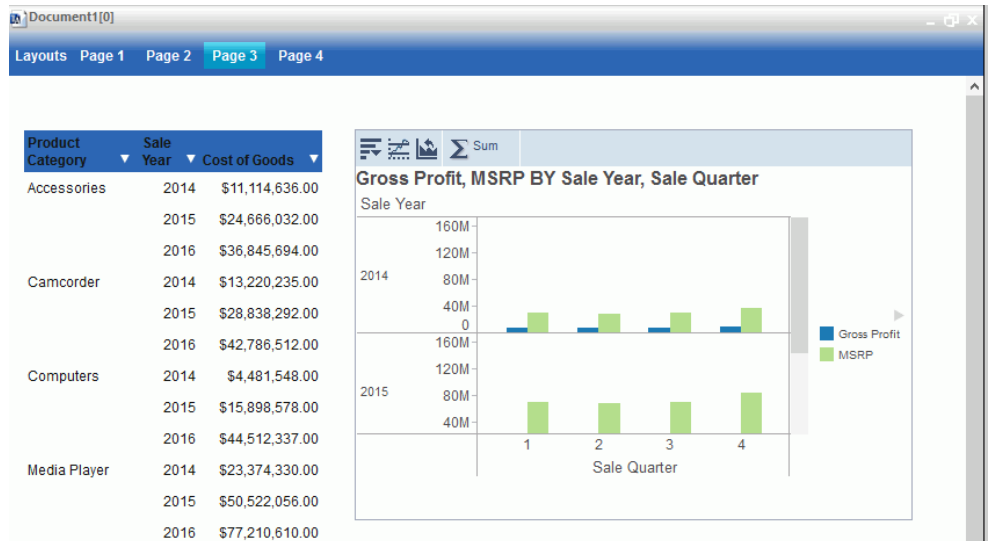 Document1[0]
Layouts Page 1 Page 2 Page 3 Page 4
Product Category Sale Year Cost of Goods
Accessories 2014 $11,114,636.00
2015 $24,666,032.00
2016 $36,845,694.00
Camcorder 2014 $13,220,235.00
2015 $28,838,292.00
2016 $42,786,512.00
Computers 2014 $4,481,548.00
2015 $15,898,578.00
2016 $44,512,337.00
Media Player 2014 $23,374,330.00
2015 $50,522,056.00
2016 $77,210,610.00
Sum
Gross Profit, MSRP BY Sale Year, Sale Quarter
Sale Year
2014
160M
120M
80M
40M
0
2015
160M
120M
80M
40M
1 2 3 4
Sale Quarter
Gross Profit
MSRP